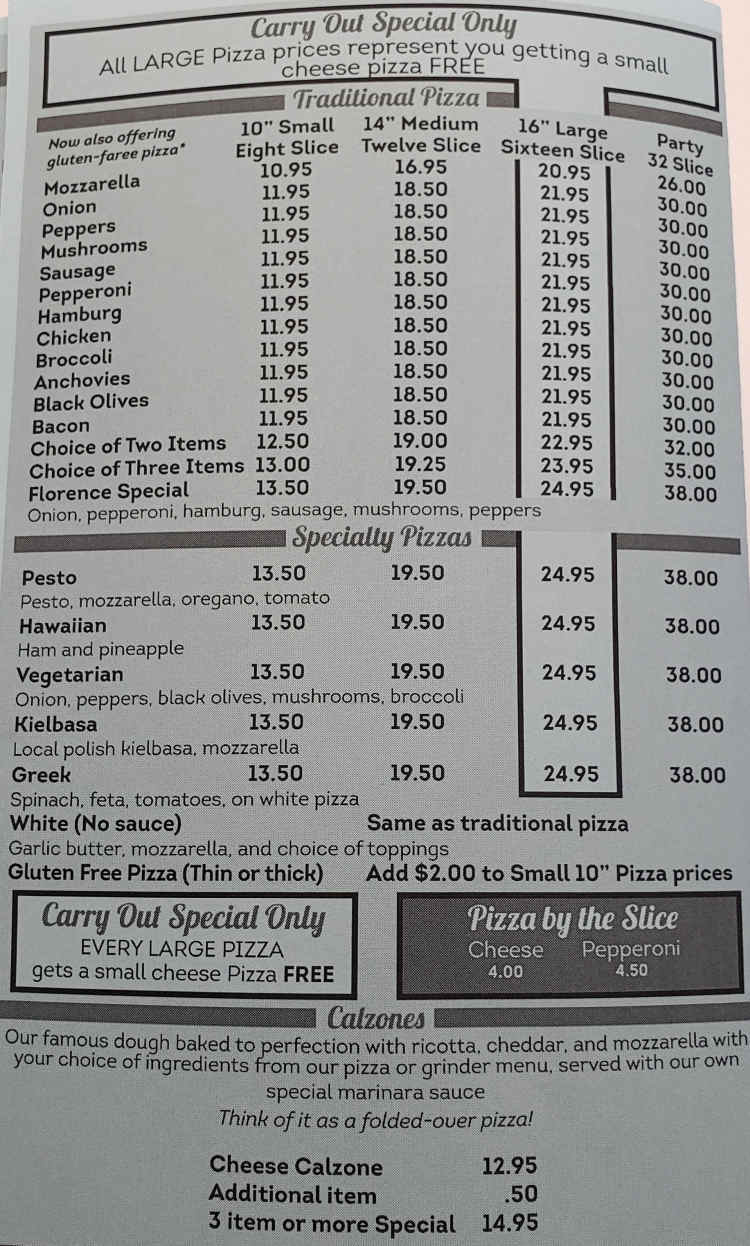 Carry Out Special Only
All LARGE Pizza prices represent you getting a small
cheese pizza FREE
Traditional Pizza
Now also offering
gluten-faree pizza*
10" Small 14" Medium 16" Large Party
Eight Slice Twelve Slice Sixteen Slice 32 Slice
Mozzarella 10.95 16.95 20.95 26.00
Onion 11.95 18.50 21.95 30.00
Peppers 11.95 18.50 21.95 30.00
Mushrooms 11.95 18.50 21.95 30.00
Sausage 11.95 18.50 21.95 30.00
Pepperoni 11.95 18.50 21.95 30.00
Hamburg 11.95 18.50 21.95 30.00
Chicken 11.95 18.50 21.95 30.00
Broccoli 11.95 18.50 21.95 30.00
Anchovies 11.95 18.50 21.95 30.00
Black Olives 11.95 18.50 21.95 30.00
Bacon 11.95 18.50 21.95 30.00
Choice of Two Items 12.50 19.00 22.95 32.00
Choice of Three Items 13.00 19.25 23.95 35.00
Florence Special 13.50 19.50 24.95 38.00
Onion, pepperoni, hamburg, sausage, mushrooms, peppers
Specialty Pizzas
Pesto 13.50 19.50 24.95 38.00
Pesto, mozzarella, oregano, tomato
Hawaiian 13.50 19.50 24.95 38.00
Ham and pineapple
Vegetarian 13.50 19.50 24.95 38.00
Onion, peppers, black olives, mushrooms, broccoli
Kielbasa 13.50 19.50 24.95 38.00
Local polish kielbasa, mozzarella
Greek 13.50 19.50 24.95 38.00
Spinach, feta, tomatoes, on white pizza
White (No sauce) Same as traditional pizza
Garlic butter, mozzarella, and choice of toppings
Gluten Free Pizza (Thin or thick) Add $2.00 to Small 10" Pizza prices
Carry Out Special Only
EVERY LARGE PIZZA
gets a small cheese Pizza FREE
Pizza by the Slice
Cheese Pepperoni
4.00 4.50
Calzones
Our famous dough baked to perfection with ricotta, cheddar, and mozzarella with
your choice of ingredients from our pizza or grinder menu, served with our own
special marinara sauce
Think of it as a folded-over pizza!
Cheese Calzone 12.95
Additional item .50
3 item or more Special 14.95